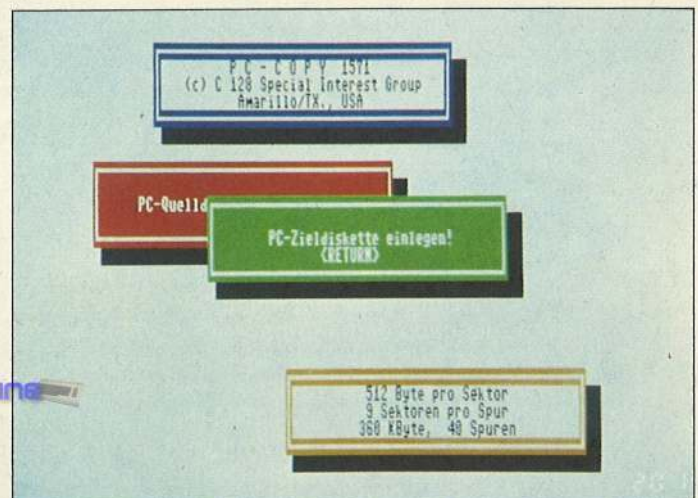 P C - C O P Y 1571
(c) C 128 Special Interest Group
Amarillo/TX., USA
PC-Quelld
PC-Zieldiskette einlegen!
<RETURN>
512 Byte pro Sektor
9 Sektoren pro Spur
360 KByte, 40 Spuren